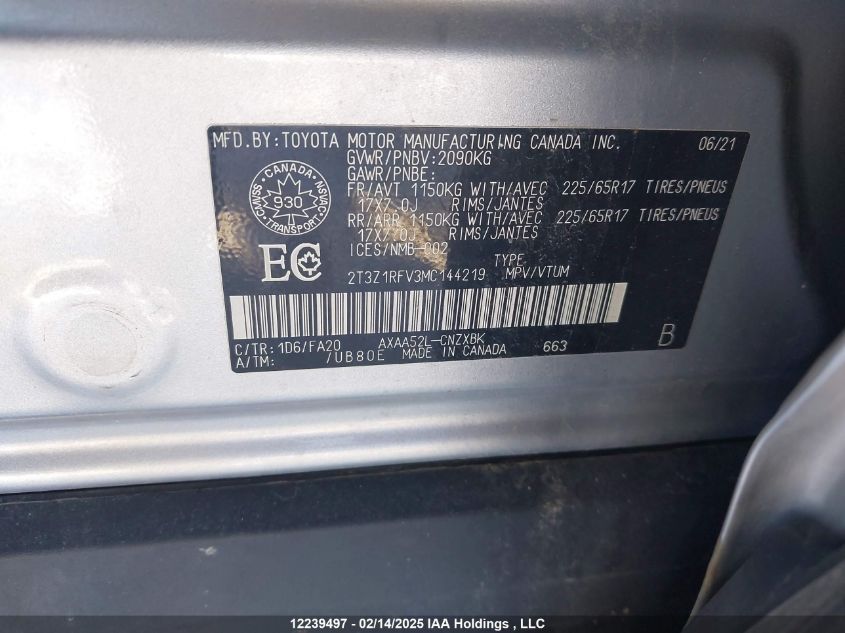 MFD.BY:TOYOTA MOTOR MANUFACTURING CANADA INC. 06/21
GVWR/PNBV:2090KG
GAWR/PNBE:
FR/AVT 1150KG WITH/AVEC 225/65R17 TIRES/PNEUS
17X7.0J RIMS/JANTES
RR/ARR 1150KG WITH/AVEC 225/65R17 TIRES/PNEUS
17X7.0J RIMS/JANTES
ICES/NMB-002
CANADA
CMVSS
930
NSVAC
TRANSPORT
EC
TYPE
2T3Z1RFV3MC144219 MPV/VTUM
C/TR:1D6/FA20 AXAA52L-CNZXBK
A/TM: /UB80E MADE IN CANADA 663
B
12239497 - 02/14/2025 IAA Holdings , LLC